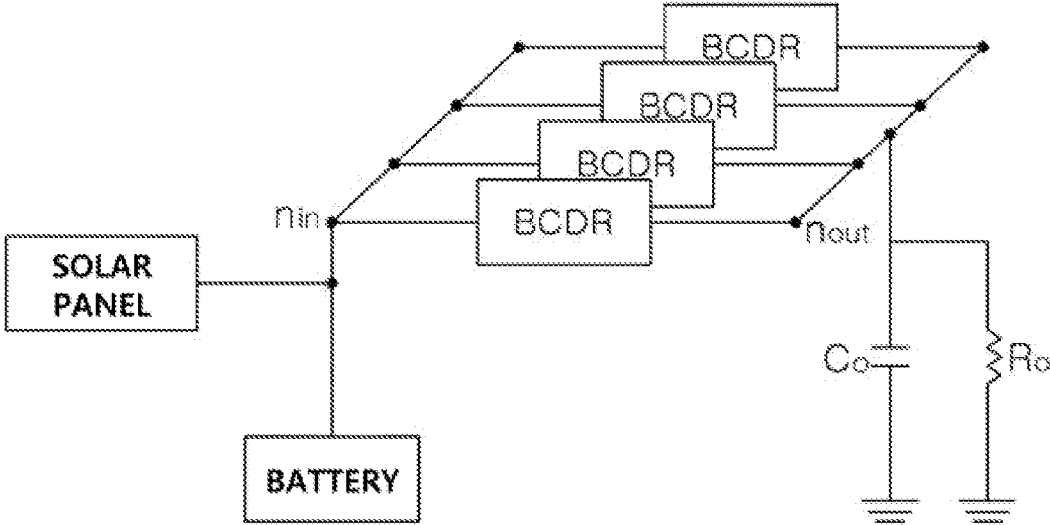 BCDR
BCDR
BCDR
BCDR
nin
nout
SOLAR
PANEL
Co
Ro
BATTERY